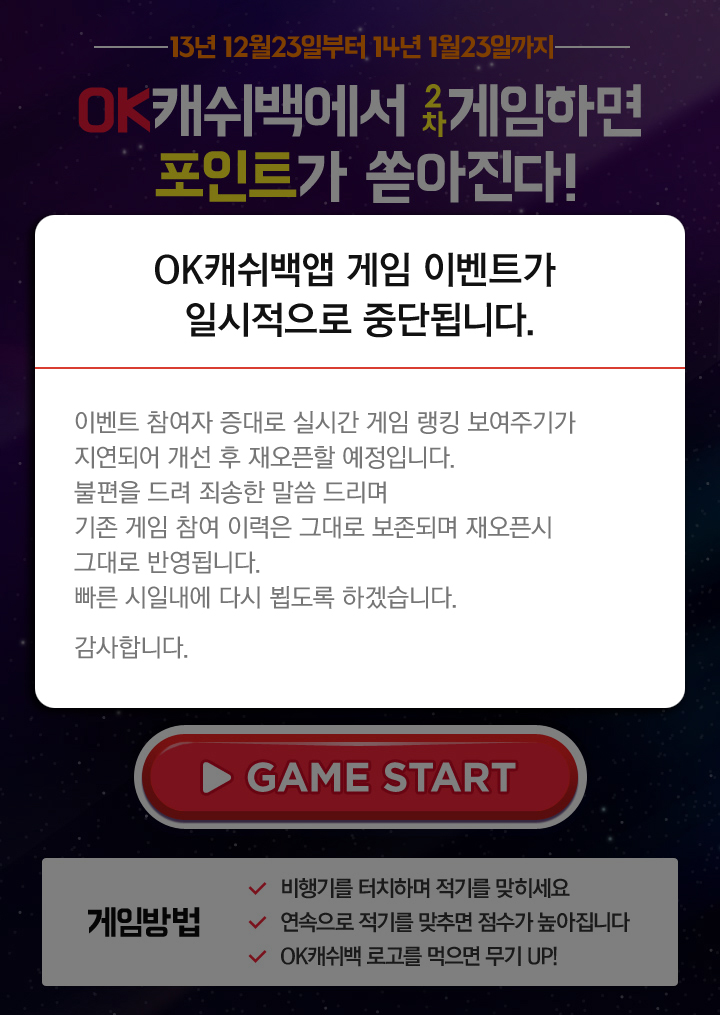 13년 12월23일부터 14년 1월23일까지
OK캐쉬백에서 2차 게임하면
포인트가 쏟아진다!
OK캐쉬백앱 게임 이벤트가
일시적으로 중단됩니다.
이벤트 참여자 증대로 실시간 게임 랭킹 보여주기가
지연되어 개선 후 재오픈할 예정입니다.
불편을 드려 죄송한 말씀 드리며
기존 게임 참여 이력은 그대로 보존되며 재오픈시
그대로 반영됩니다.
빠른 시일내에 다시 뵙도록 하겠습니다.
감사합니다.
GAME START
게임방법
비행기를 터치하며 적기를 맞히세요
연속으로 적기를 맞추면 점수가 높아집니다
OK캐쉬백 로고를 먹으면 무기 UP!